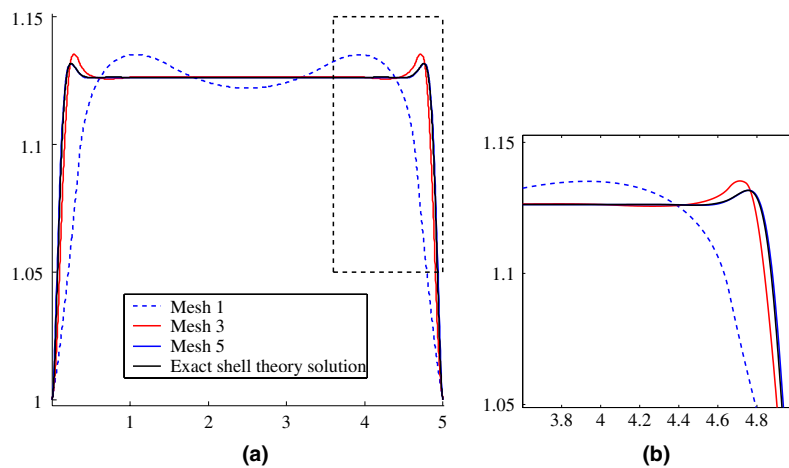 1.15
1.1
1.05
1
Mesh 1
Mesh 3
Mesh 5
Exact shell theory solution
1 2 3 4 5
(a)
1.15
1.1
1.05
3.8 4 4.2 4.4 4.6 4.8
(b)